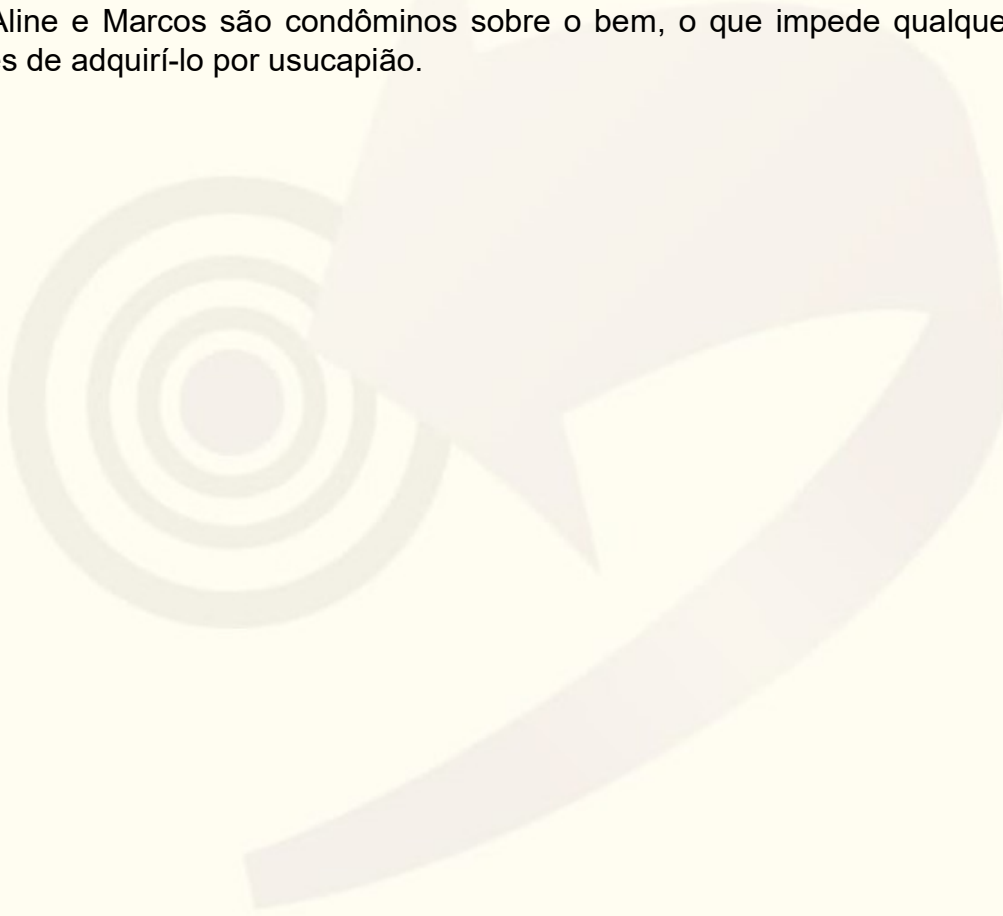 Aline e Marcos são condôminos sobre o bem, o que impede qualque
s de adquirí-lo por usucapião.